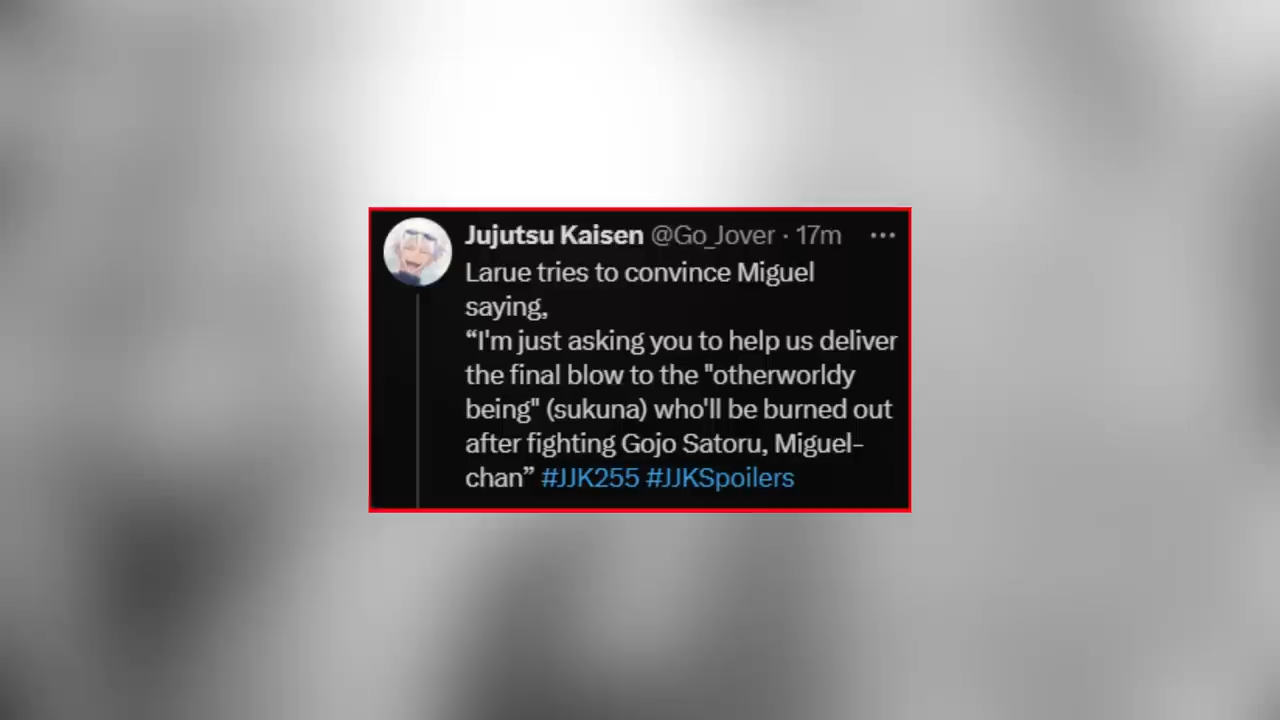 Jujutsu Kaisen @Go_Jover · 17m ...
Larue tries to convince Miguel
saying,
“I'm just asking you to help us deliver
the final blow to the "otherworldy
being" (sukuna) who'll be burned out
after fighting Gojo Satoru, Miguel-
chan” #JJK255 #JJKSpoilers